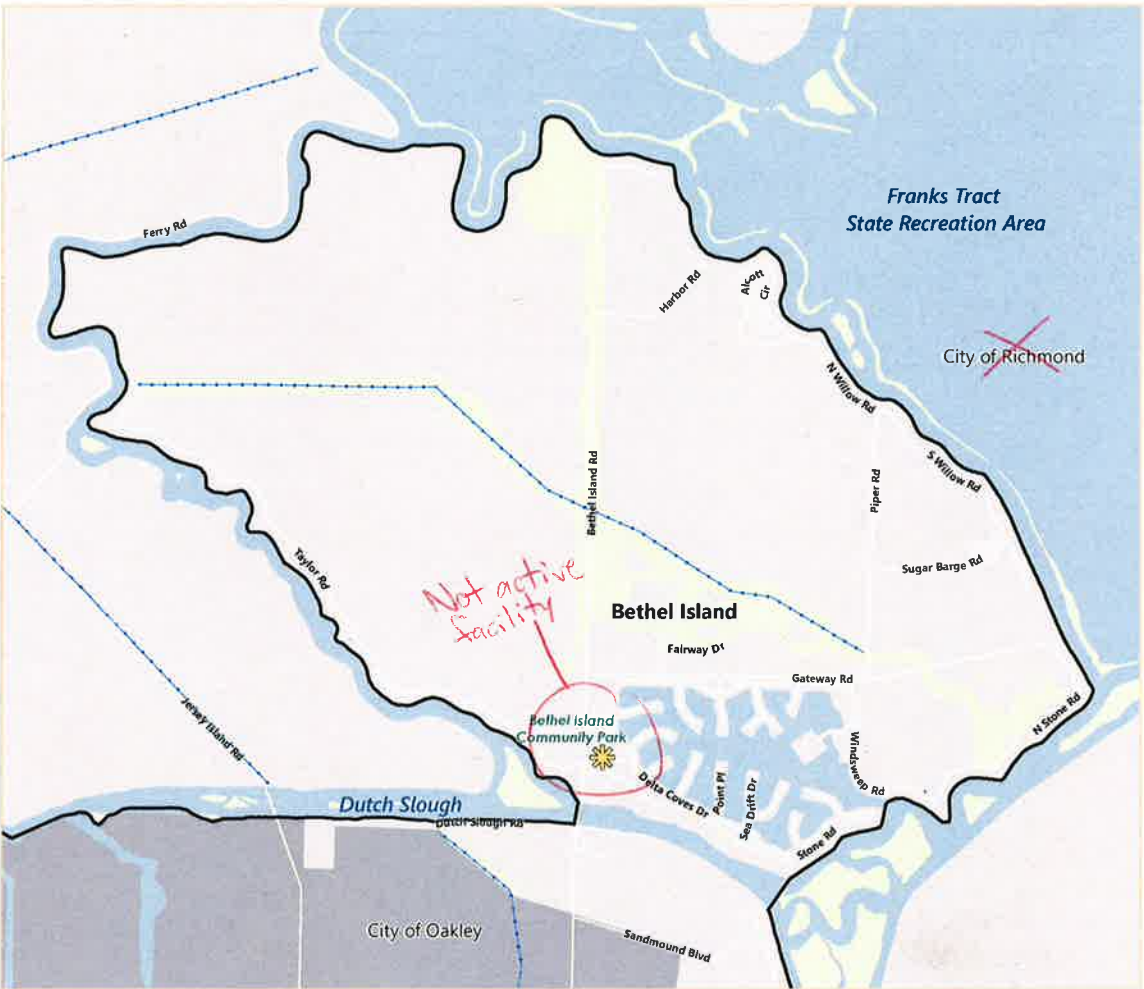 Franks Tract
State Recreation Area
Ferry Rd
Harbor Rd
Alcott
Cir
City of Richmond
N Willow Rd
S Willow Rd
Bethel Island Rd
Piper Rd
Sugar Barge Rd
Taylor Rd
Not active
facility
Bethel Island
Fairway Dr
Gateway Rd
Bethel Island
Community Park
N Stone Rd
Jersey Island Rd
Windsweep Rd
Delta Coves Dr
Point Pl
Sea Drift Dr
Dutch Slough
Dutch Slough Rd
Stone Rd
City of Oakley
Sandmound Blvd